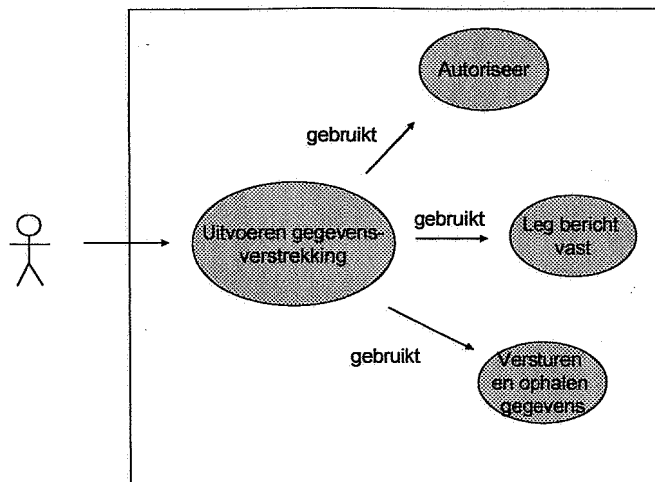 Autoriseer
gebruikt
gebruikt
Leg bericht
vast
Uitvoeren gegevens-
verstrekking
gebruikt
Versturen
en ophalen
gegevens